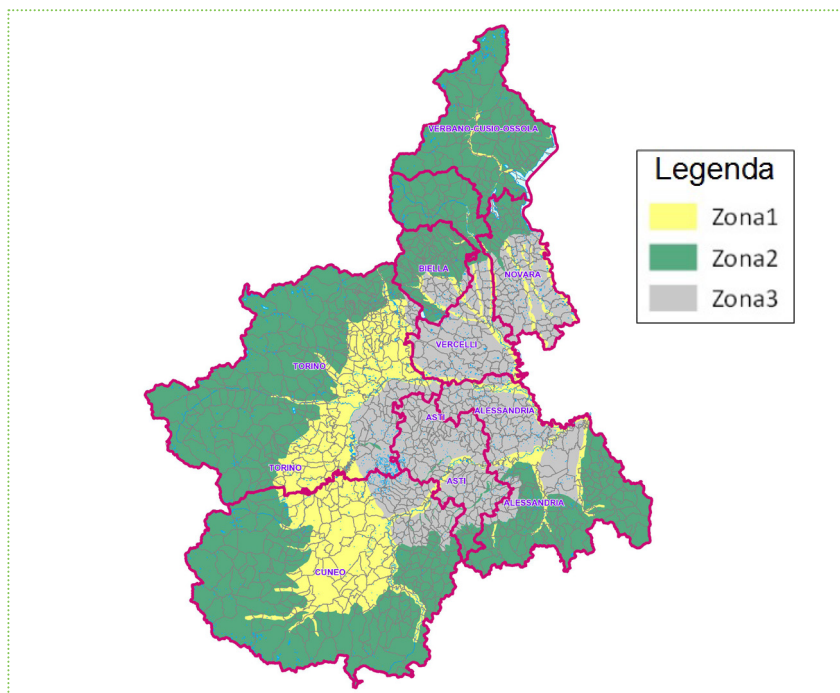 VERBANO-CUSIO-OSSOLA
Legenda
Zona1
Zona2
Zona3
BIELLA
NOVARA
VERCELLI
TORINO
ASTI
ALESSANDRIA
TORINO
ASTI
ALESSANDRIA
CUNEO